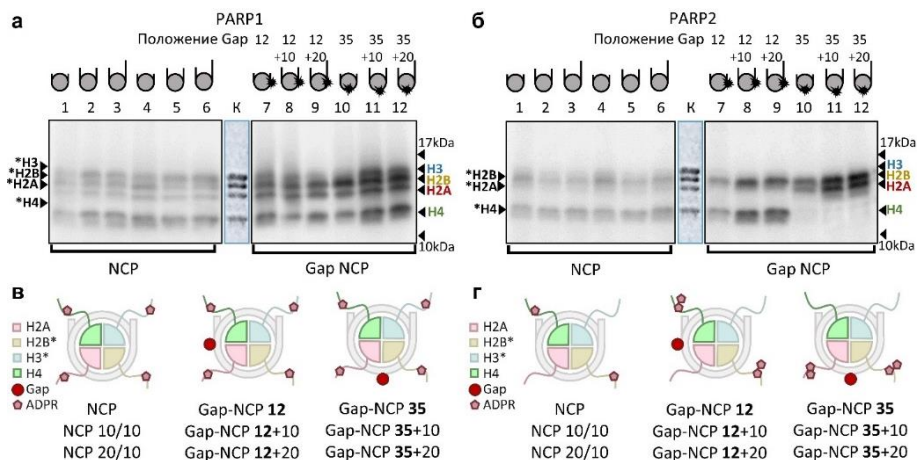 а
PARP1
Положение Gap 12 12 12 35 35 35
+10 +20 +10 +20
1 2 3 4 5 6 К 7 8 9 10 11 12
17kDa
*H3
*H2B
*H2A
*H4
H3
H2B
H2A
H4
10kDa
NCP
Gap NCP
б
PARP2
Положение Gap 12 12 12 35 35 35
+10 +20 +10 +20
1 2 3 4 5 6 К 7 8 9 10 11 12
17kDa
*H2B
*H2A
*H4
H3
H2B
H2A
H4
10kDa
NCP
Gap NCP
в
H2A
H2B*
H3*
H4
Gap
ADPR
NCP
NCP 10/10
NCP 20/10
Gap-NCP 12
Gap-NCP 12+10
Gap-NCP 12+20
Gap-NCP 35
Gap-NCP 35+10
Gap-NCP 35+20
г
H2A
H2B*
H3*
H4
Gap
ADPR
NCP
NCP 10/10
NCP 20/10
Gap-NCP 12
Gap-NCP 12+10
Gap-NCP 12+20
Gap-NCP 35
Gap-NCP 35+10
Gap-NCP 35+20